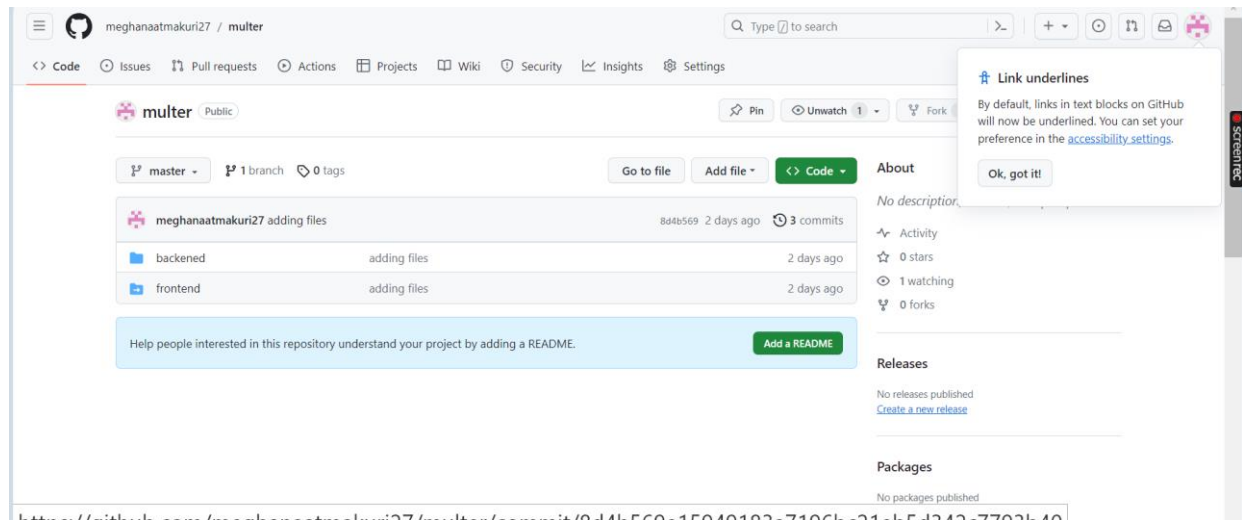 meghanaatmakuri27 / multer
Type / to search
Code Issues Pull requests Actions Projects Wiki Security Insights Settings
multer Public
Pin Unwatch 1 Fork
Link underlines
By default, links in text blocks on GitHub
will now be underlined. You can set your
preference in the accessibility settings.
Ok, got it!
screenrec
master 1 branch 0 tags
Go to file Add file <> Code
meghanaatmakuri27 adding files 8d4b569 2 days ago 3 commits
backened adding files 2 days ago
frontend adding files 2 days ago
Help people interested in this repository understand your project by adding a README.
Add a README
About
No description,
Activity
0 stars
1 watching
0 forks
Releases
No releases published
Create a new release
Packages
No packages published